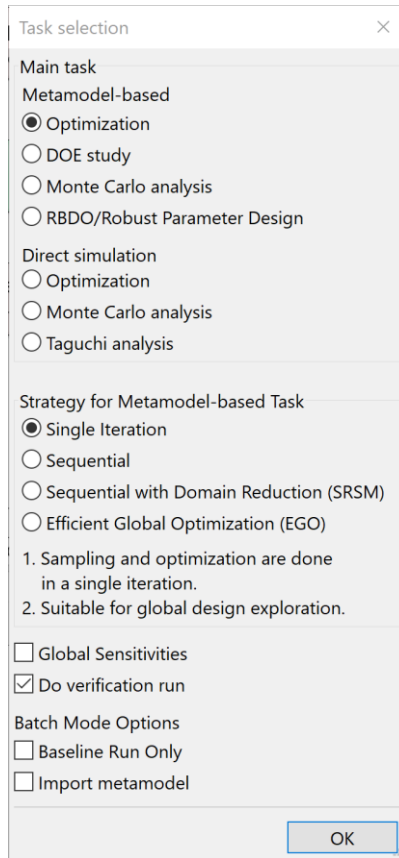 Task selection
Main task
Metamodel-based
Optimization
DOE study
Monte Carlo analysis
RBDO/Robust Parameter Design
Direct simulation
Optimization
Monte Carlo analysis
Taguchi analysis
Strategy for Metamodel-based Task
Single Iteration
Sequential
Sequential with Domain Reduction (SRSM)
Efficient Global Optimization (EGO)
1. Sampling and optimization are done
in a single iteration.
2. Suitable for global design exploration.
Global Sensitivities
Do verification run
Batch Mode Options
Baseline Run Only
Import metamodel
OK